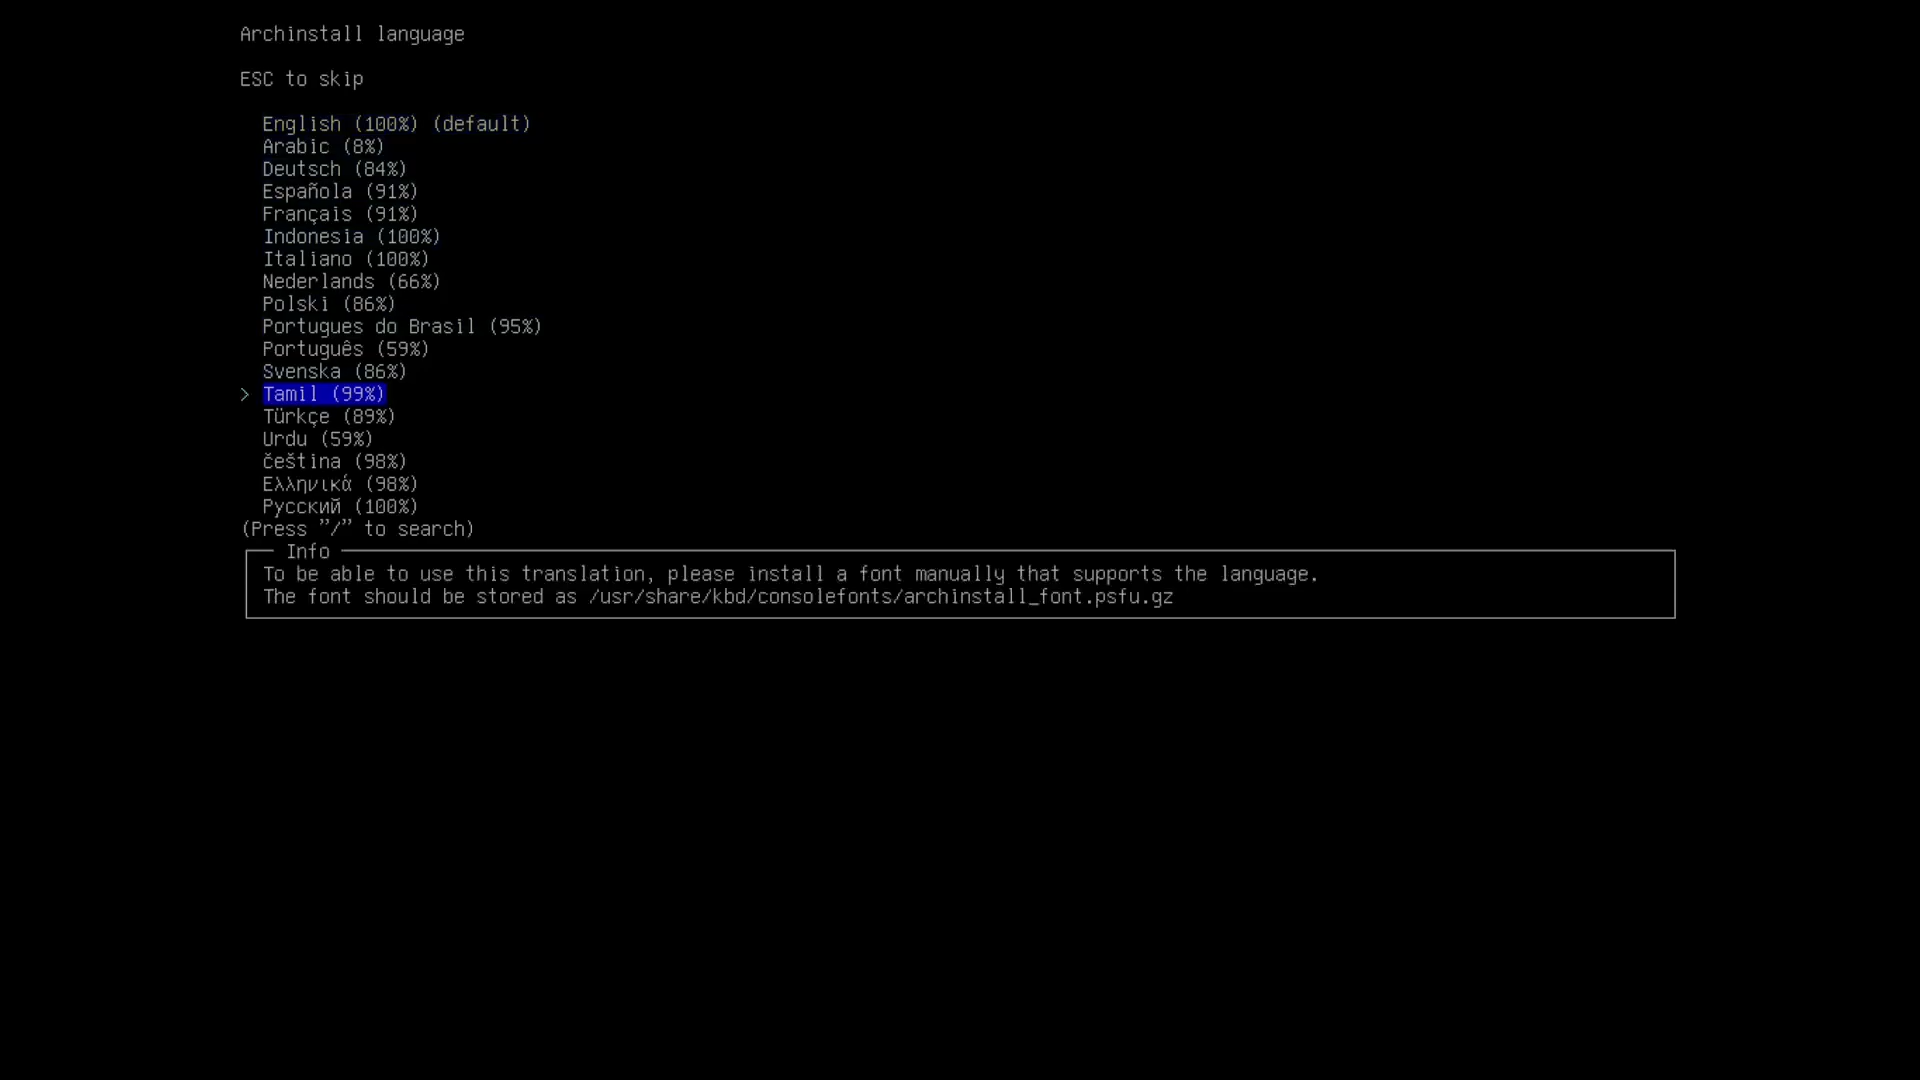 Archinstall language
ESC to skip
English (100%) (default)
Arabic (8%)
Deutsch (84%)
Española (91%)
Français (91%)
Indonesia (100%)
Italiano (100%)
Nederlands (66%)
Polski (86%)
Portugues do Brasil (95%)
Português (59%)
Svenska (86%)
> Tamil (99%)
Türkçe (89%)
Urdu (59%)
čeština (98%)
Ελληνικά (98%)
Русский (100%)
(Press "/" to search)
Info
To be able to use this translation, please install a font manually that supports the language.
The font should be stored as /usr/share/kbd/consolefonts/archinstall_font.psfu.gz